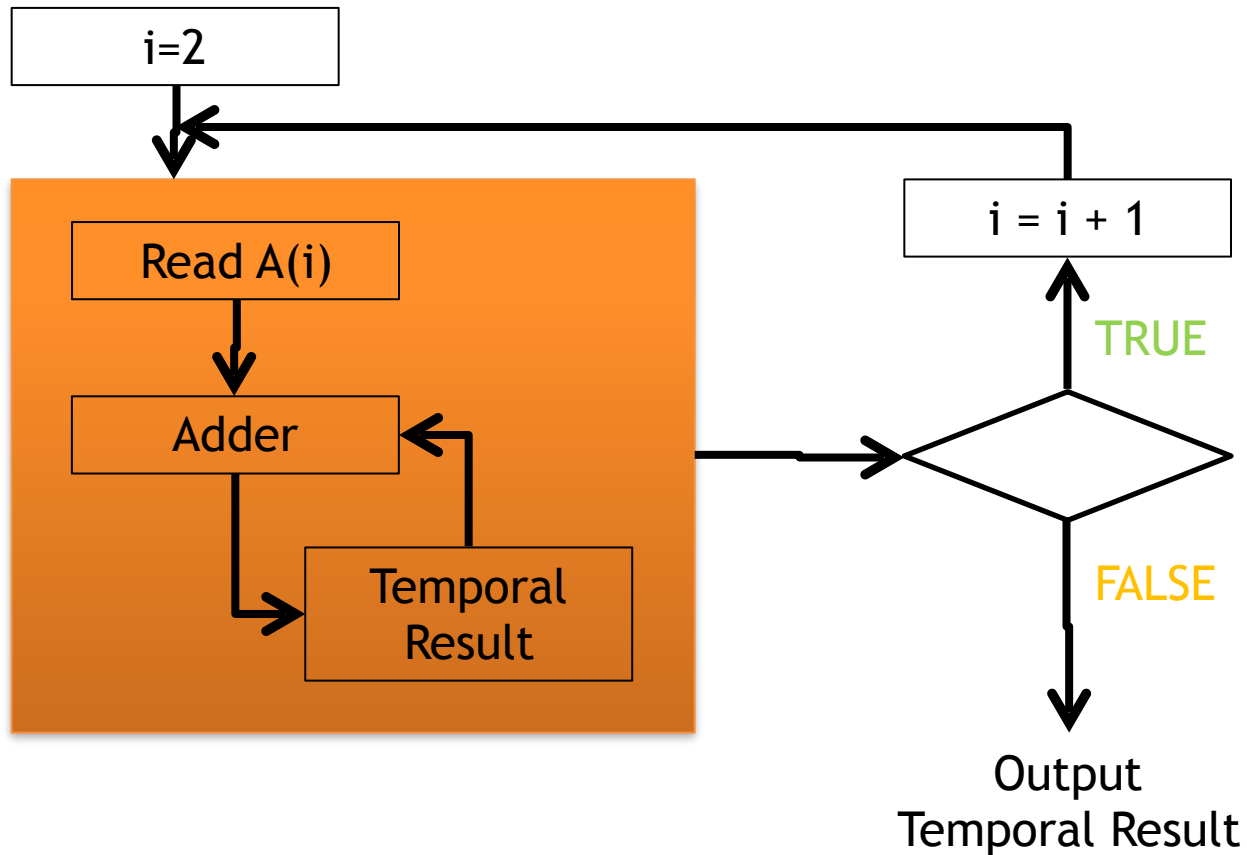 i=2
Read A(i)
Adder
Temporal
Result
i = i + 1
TRUE
FALSE
Output
Temporal Result